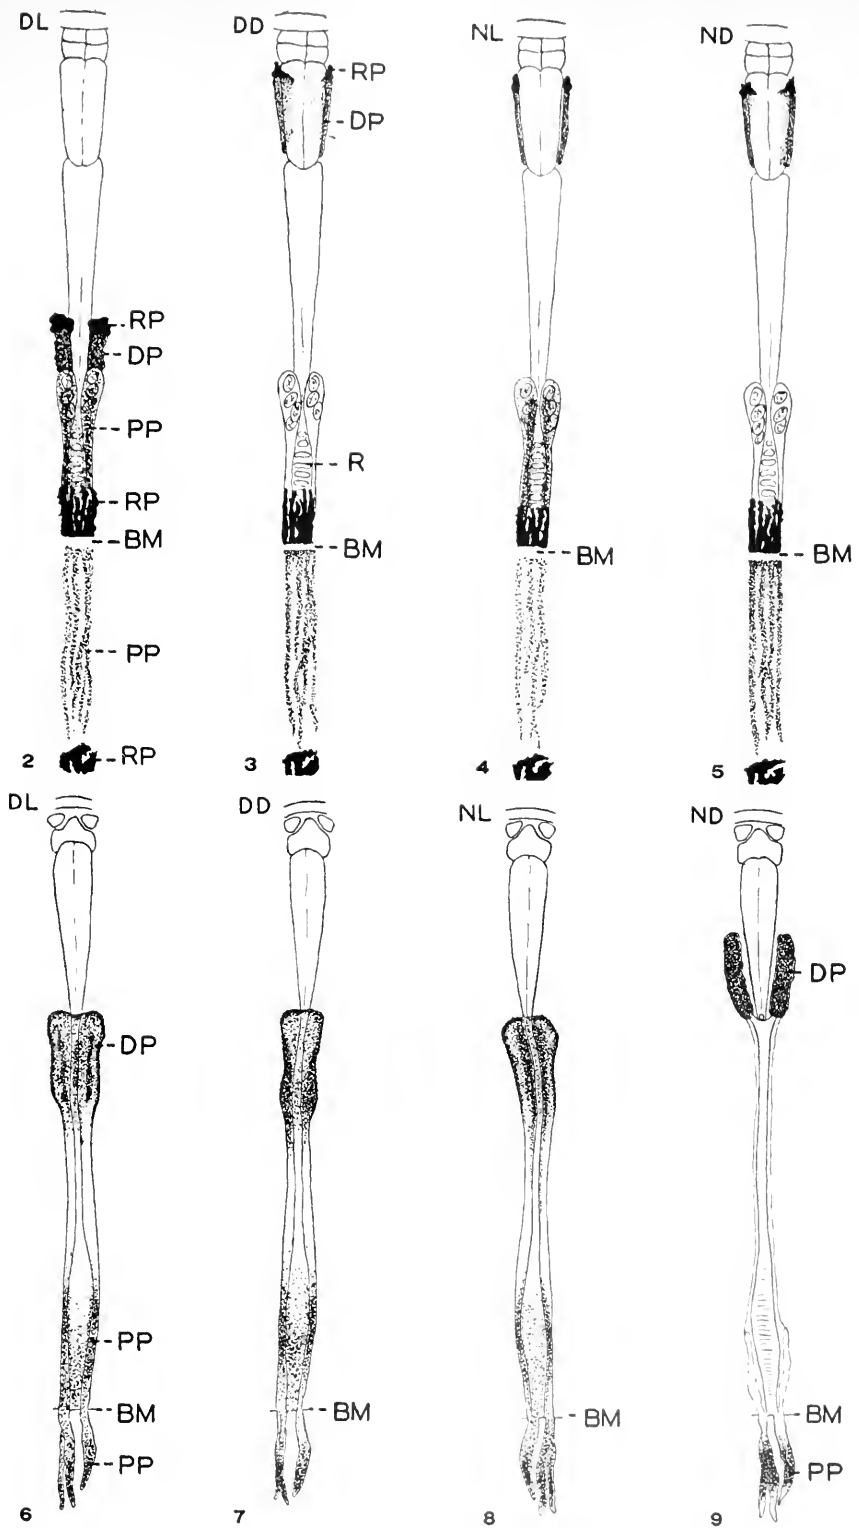 DL DD NL ND
RP
DP
RP
DP
PP
R
RP
BM BM BM BM
PP
RP
2 3 4 5
DL DD NL ND
DP
DP
PP
BM BM BM BM
PP PP
6 7 8 9